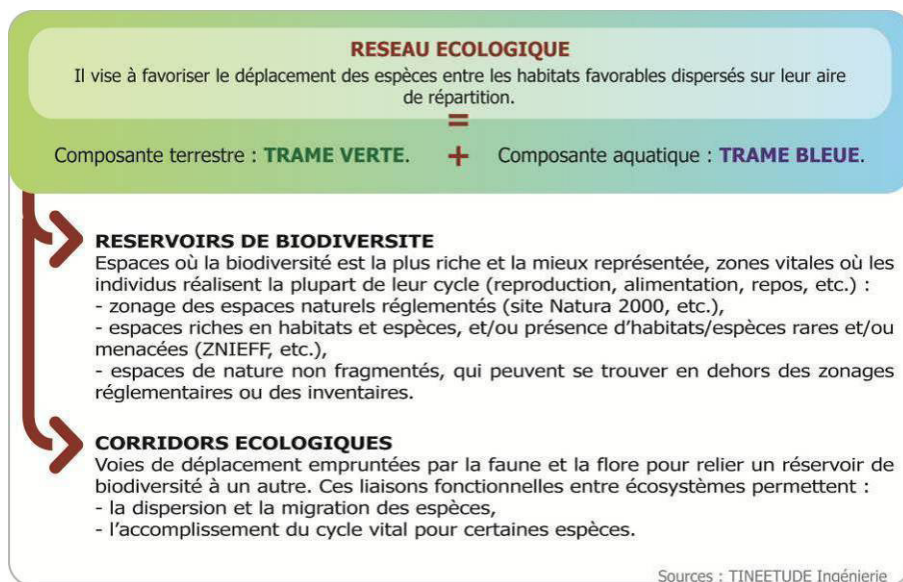 RESEAU ECOLOGIQUE
Il vise à favoriser le déplacement des espèces entre les habitats favorables dispersés sur leur aire
de répartition.
=
Composante terrestre : TRAME VERTE. + Composante aquatique : TRAME BLEUE.
RESERVOIRS DE BIODIVERSITE
Espaces où la biodiversité est la plus riche et la mieux représentée, zones vitales où les
individus réalisent la plupart de leur cycle (reproduction, alimentation, repos, etc.) :
- zonage des espaces naturels réglementés (site Natura 2000, etc.),
- espaces riches en habitats et espèces, et/ou présence d'habitats/espèces rares et/ou
menacées (ZNIEFF, etc.),
- espaces de nature non fragmentés, qui peuvent se trouver en dehors des zonages
réglementaires ou des inventaires.
CORRIDORS ECOLOGIQUES
Voies de déplacement empruntées par la faune et la flore pour relier un réservoir de
biodiversité à un autre. Ces liaisons fonctionnelles entre écosystèmes permettent :
- la dispersion et la migration des espèces,
- l'accomplissement du cycle vital pour certaines espèces.
Sources : TINEETUDE Ingénierie